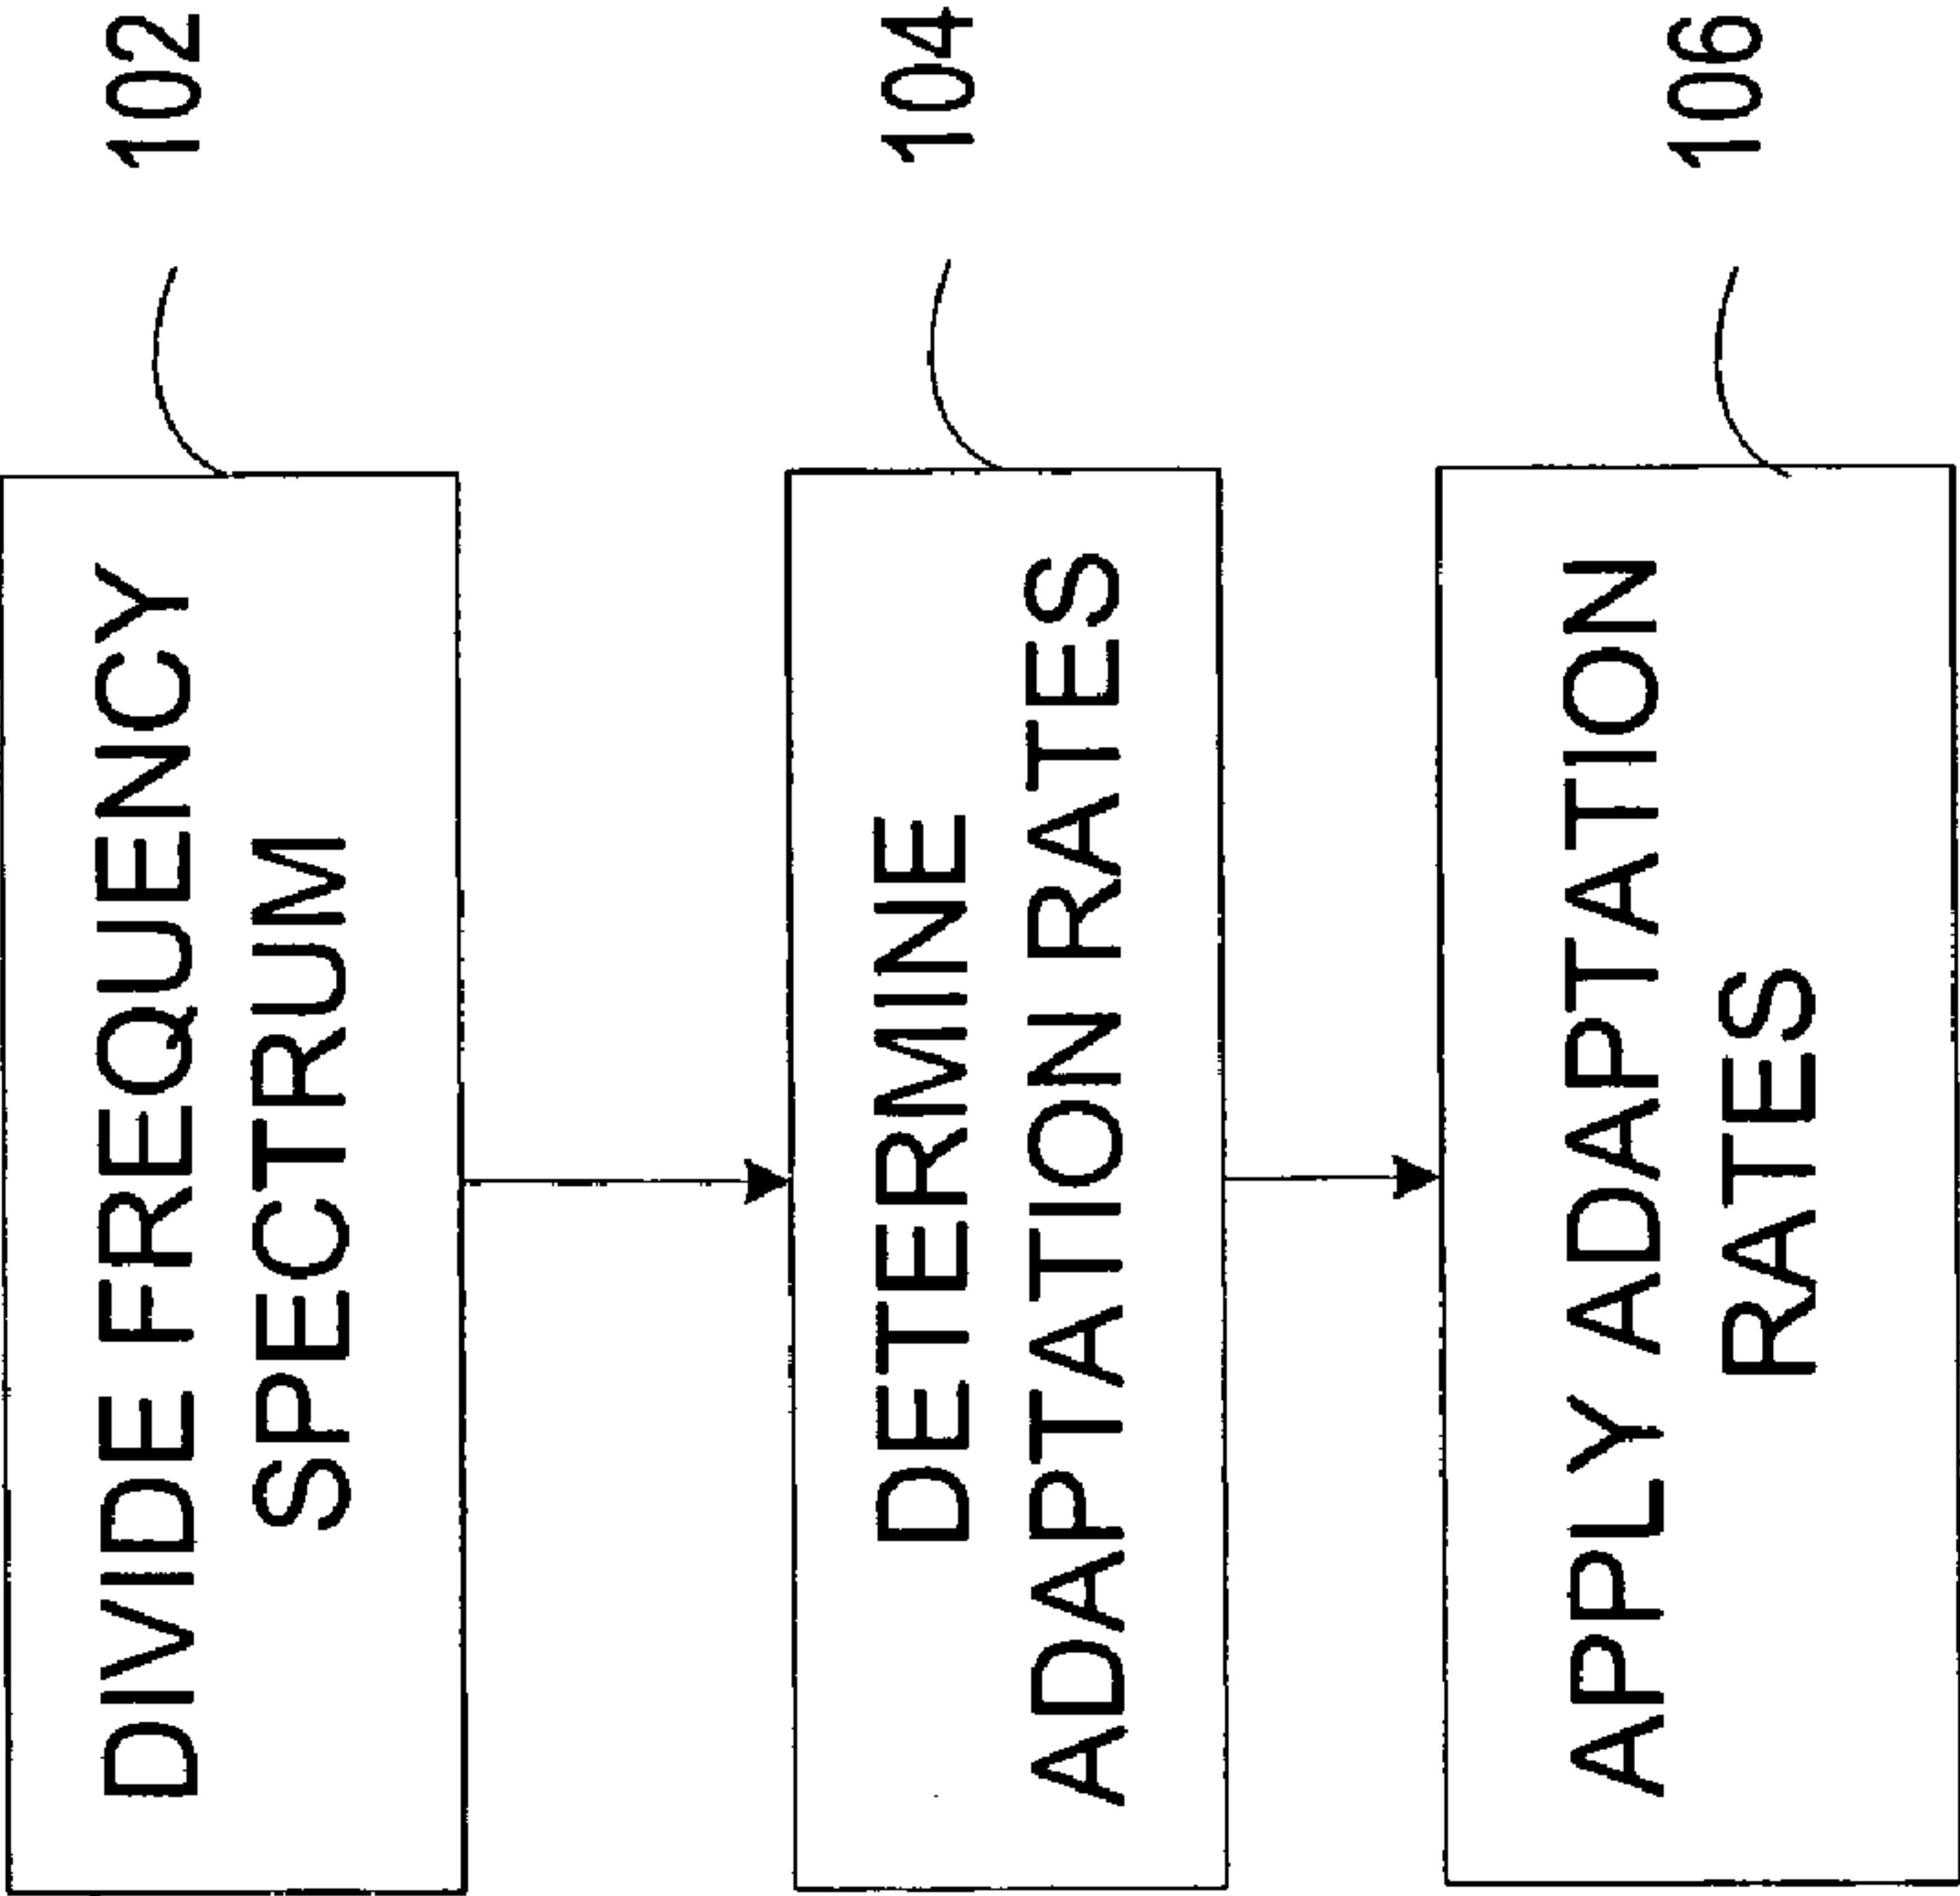 DIVIDE FREQUENCY
SPECTRUM
102
DETERMINE
ADAPTATION RATES
104
APPLY ADAPTATION
RATES
106